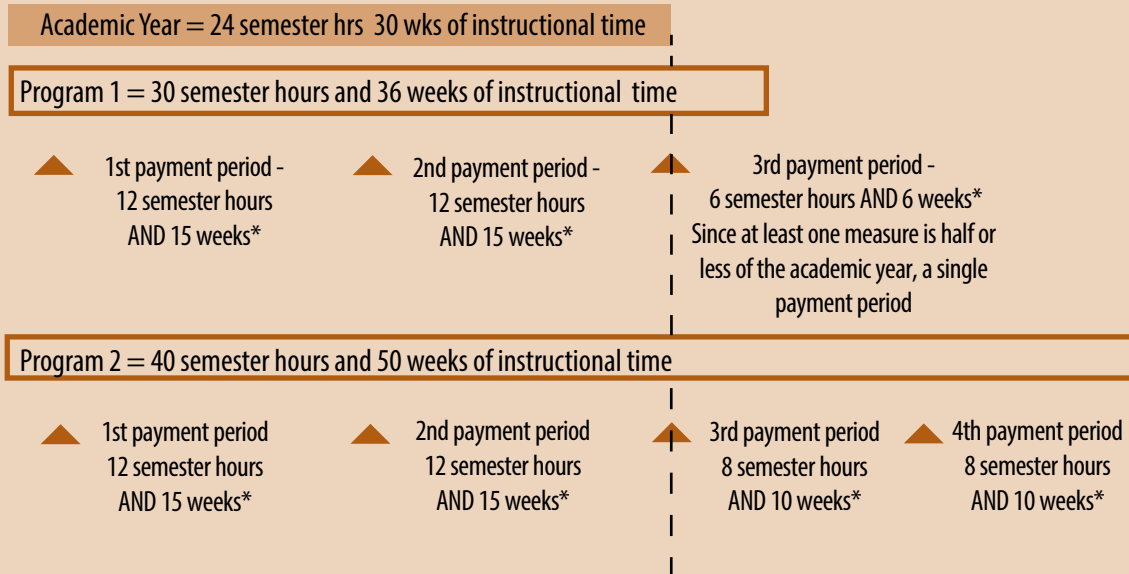 Academic Year = 24 semester hrs 30 wks of instructional time
Program 1 = 30 semester hours and 36 weeks of instructional time
1st payment period -
12 semester hours
AND 15 weeks*
2nd payment period -
12 semester hours
AND 15 weeks*
3rd payment period -
6 semester hours AND 6 weeks*
Since at least one measure is half or
less of the academic year, a single
payment period
Program 2 = 40 semester hours and 50 weeks of instructional time
1st payment period
12 semester hours
AND 15 weeks*
2nd payment period
12 semester hours
AND 15 weeks*
3rd payment period
8 semester hours
AND 10 weeks*
4th payment period
8 semester hours
AND 10 weeks*